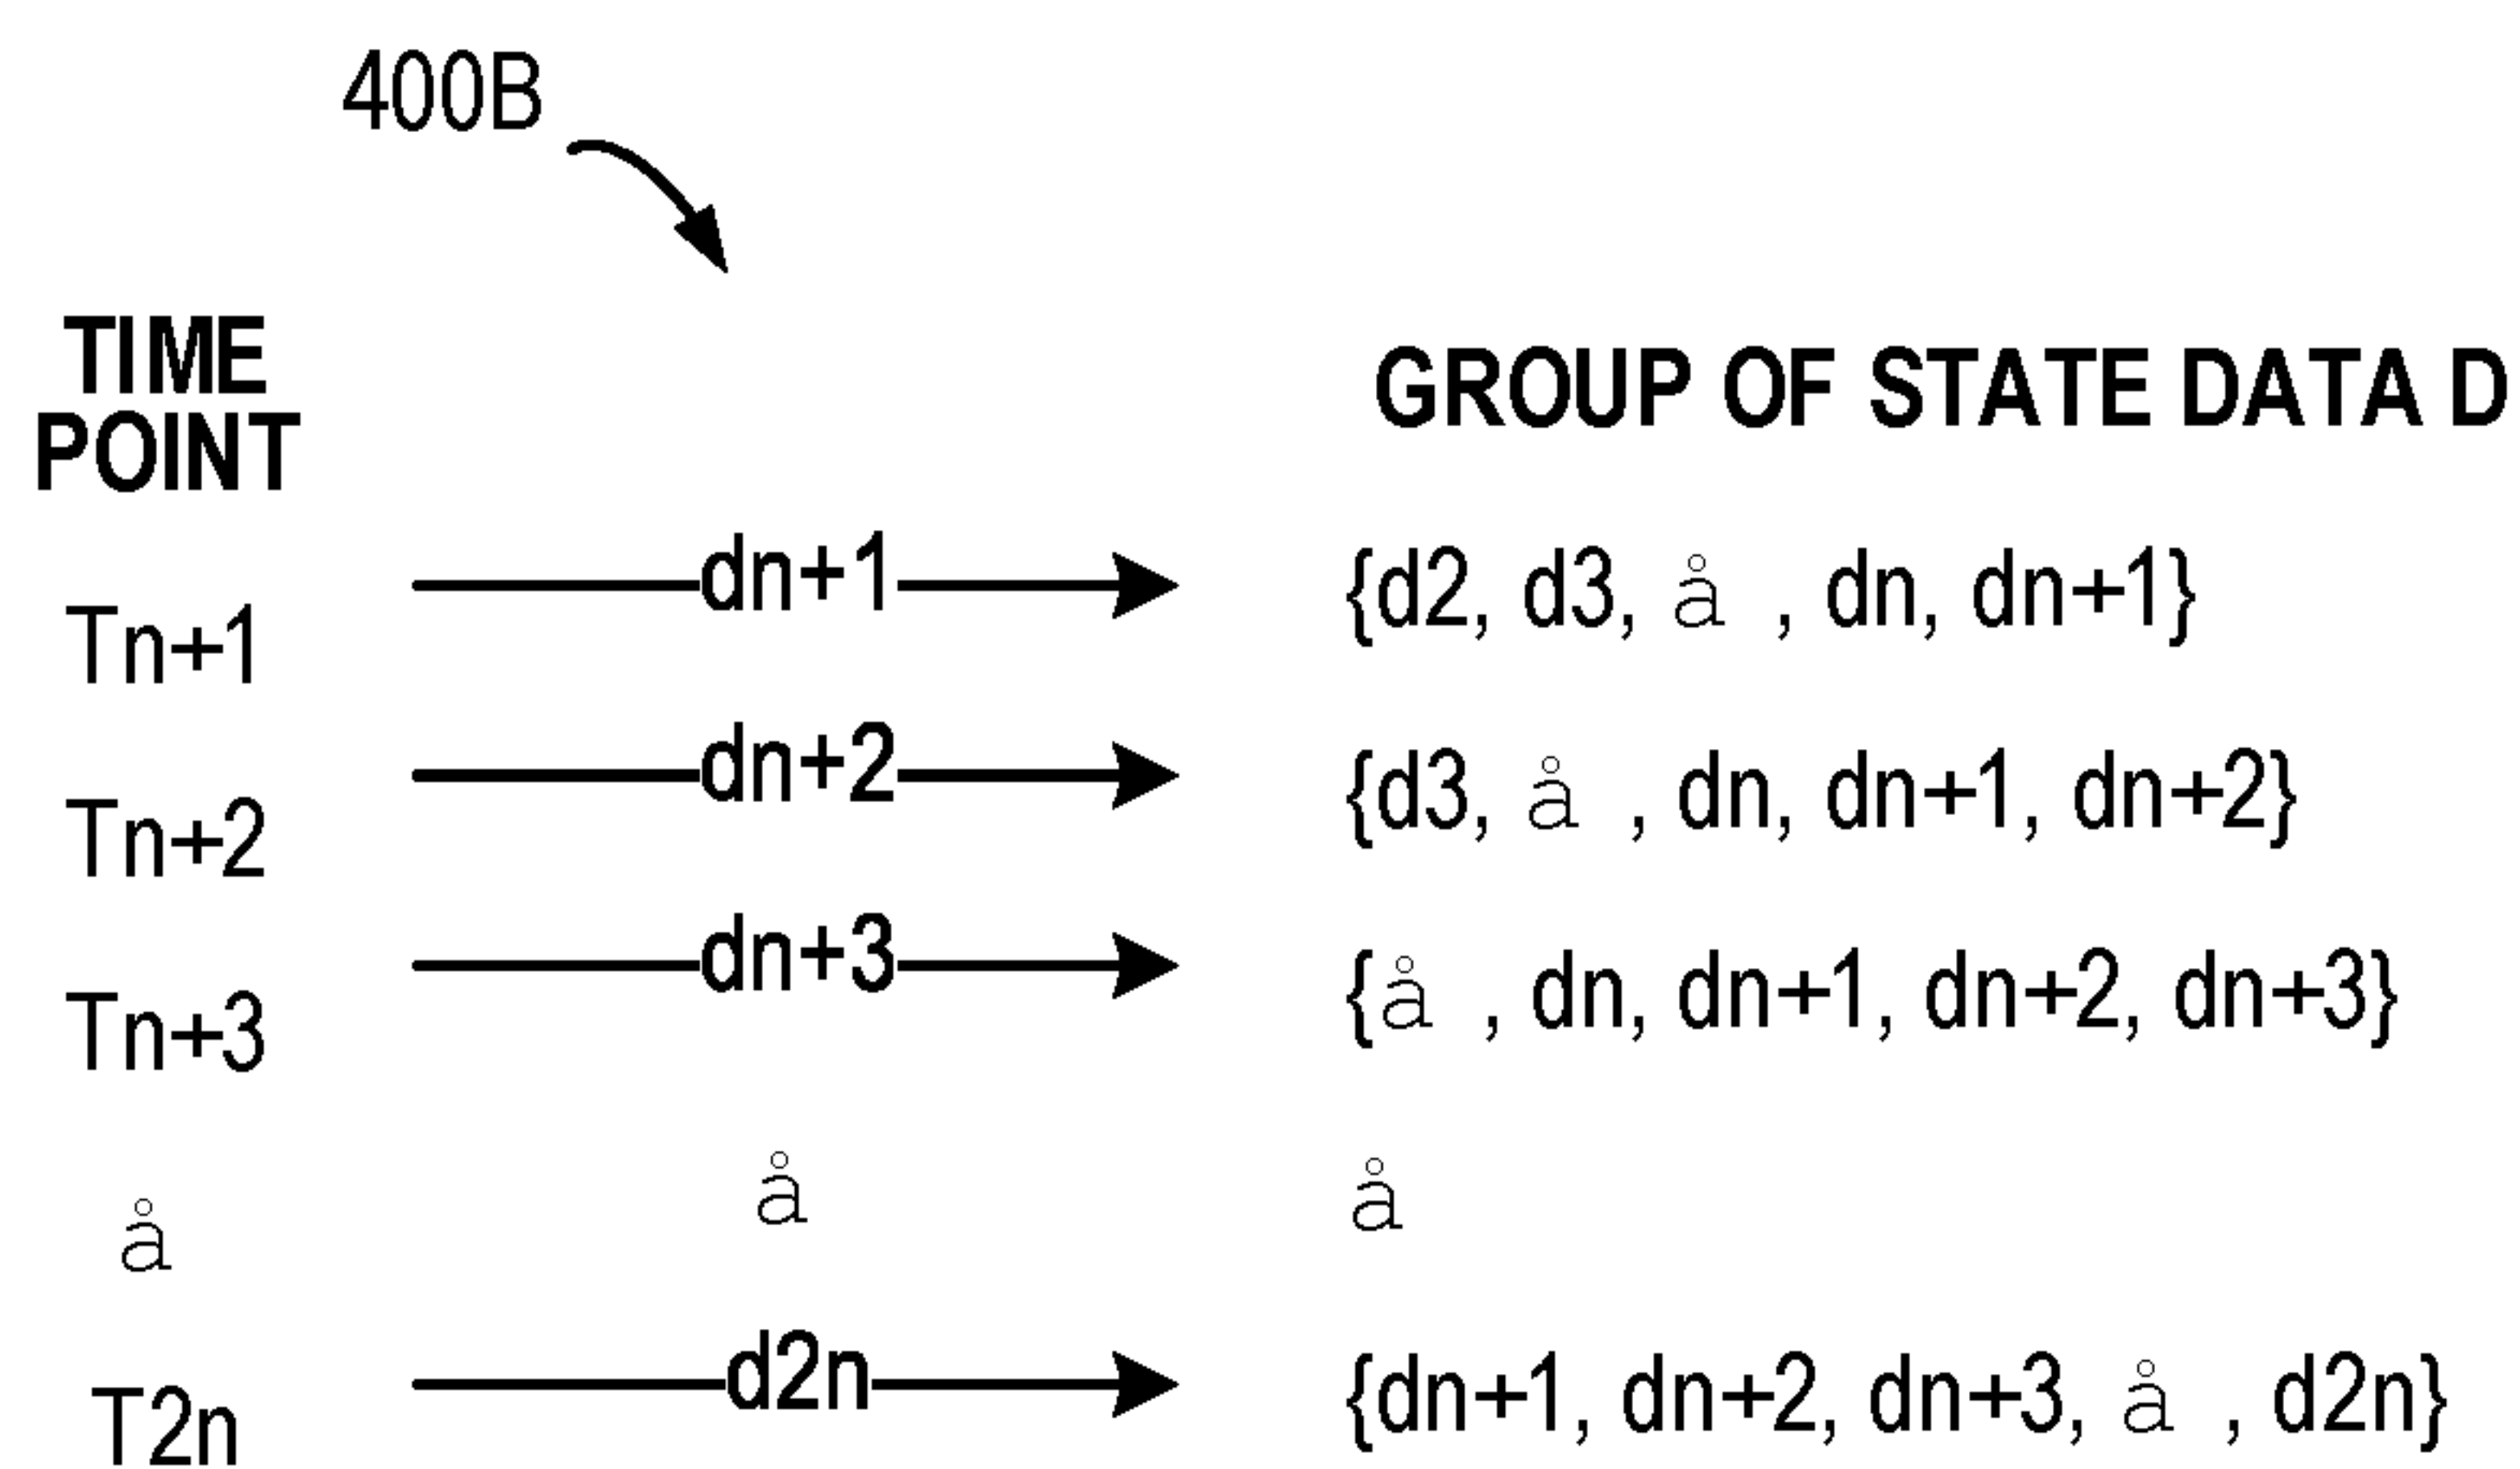 400B
TIME
POINT
GROUP OF STATE DATA D
Tn+1 dn+1 {d2, d3, å , dn, dn+1}
Tn+2 dn+2 {d3, å , dn, dn+1, dn+2}
Tn+3 dn+3 {å , dn, dn+1, dn+2, dn+3}
å å å
T2n d2n {dn+1, dn+2, dn+3, å , d2n}